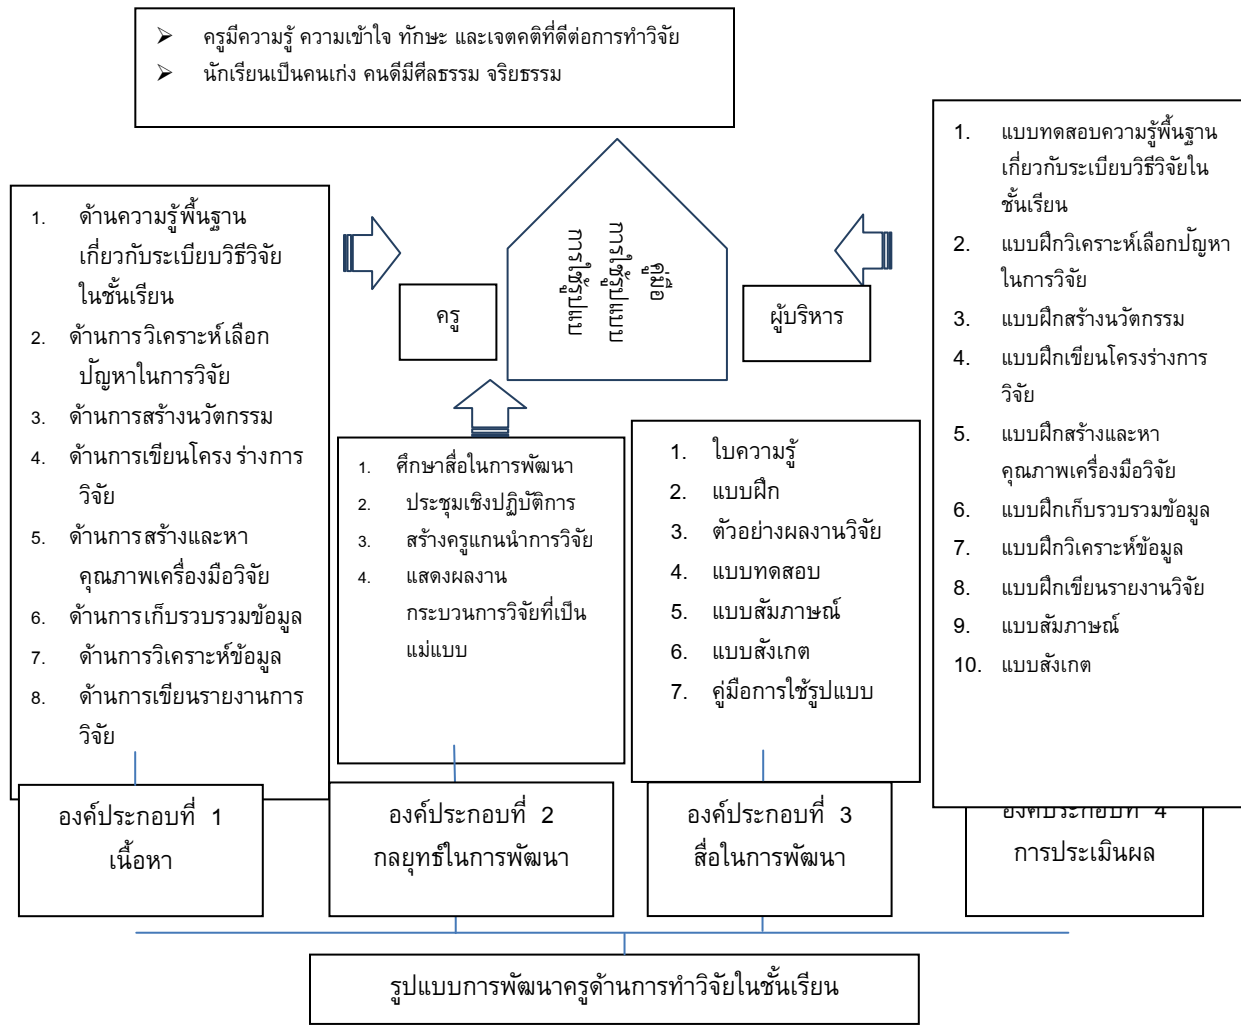 ➢ ครูมีความรู้ ความเข้าใจ ทักษะ และเจตคติที่ดีต่อการทำวิจัย
➢ นักเรียนเป็นคนเก่ง คนดีมีศีลธรรม จริยธรรม
1. ด้านความรู้พื้นฐาน
เกี่ยวกับระเบียบวิธีวิจัย
ในชั้นเรียน
2. ด้านการวิเคราะห์เลือก
ปัญหาในการวิจัย
3. ด้านการสร้างนวัตกรรม
4. ด้านการเขียนโครง ร่างการ
วิจัย
5. ด้านการสร้างและหา
คุณภาพเครื่องมือวิจัย
6. ด้านการเก็บรวบรวมข้อมูล
7. ด้านการวิเคราะห์ข้อมูล
8. ด้านการเขียนรายงานการ
วิจัย
ครู
คู่มือ
การใช้รูปแบบ
การใช้รูปแบบ
ผู้บริหาร
1. ศึกษาสื่อในการพัฒนา
2. ประชุมเชิงปฏิบัติการ
3. สร้างครูแกนนำการวิจัย
4. แสดงผลงาน
กระบวนการวิจัยที่เป็น
แม่แบบ
1. ใบความรู้
2. แบบฝึก
3. ตัวอย่างผลงานวิจัย
4. แบบทดสอบ
5. แบบสัมภาษณ์
6. แบบสังเกต
7. คู่มือการใช้รูปแบบ
1. แบบทดสอบความรู้พื้นฐาน
เกี่ยวกับระเบียบวิธีวิจัยใน
ชั้นเรียน
2. แบบฝึกวิเคราะห์เลือกปัญหา
ในการวิจัย
3. แบบฝึกสร้างนวัตกรรม
4. แบบฝึกเขียนโครงร่างการ
วิจัย
5. แบบฝึกสร้างและหา
คุณภาพเครื่องมือวิจัย
6. แบบฝึกเก็บรวบรวมข้อมูล
7. แบบฝึกวิเคราะห์ข้อมูล
8. แบบฝึกเขียนรายงานวิจัย
9. แบบสัมภาษณ์
10. แบบสังเกต
องค์ประกอบที่ 1
เนื้อหา
องค์ประกอบที่ 2
กลยุทธ์ในการพัฒนา
องค์ประกอบที่ 3
สื่อในการพัฒนา
องค์ประกอบที่ 4
การประเมินผล
รูปแบบการพัฒนาครูด้านการทำวิจัยในชั้นเรียน